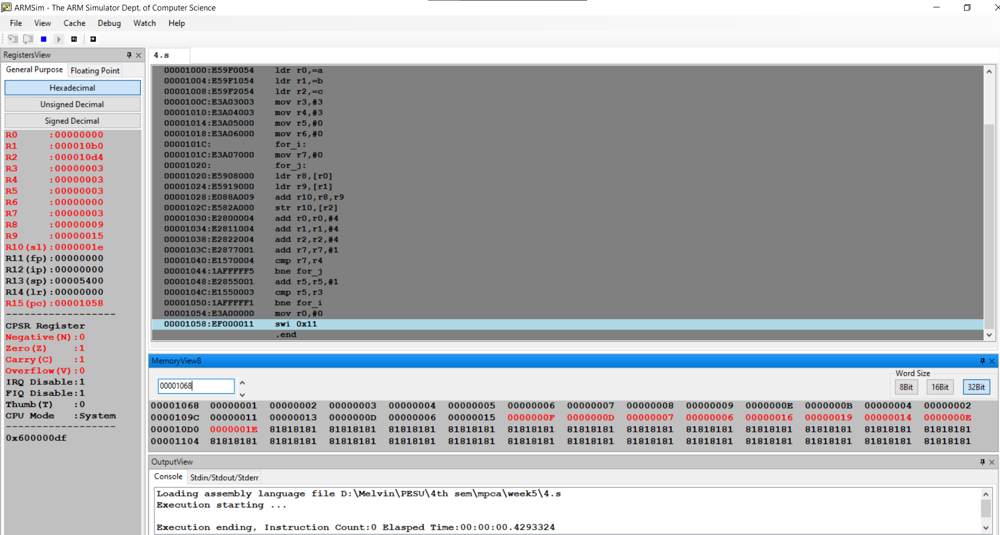 ARMSim - The ARM Simulator Dept. of Computer Science
File View Cache Debug Watch Help
RegistersView
General Purpose Floating Point
Hexadecimal
Unsigned Decimal
Signed Decimal
R0 :00000000
R1 :000010b0
R2 :000010d4
R3 :00000003
R4 :00000003
R5 :00000003
R6 :00000000
R7 :00000003
R8 :00000009
R9 :00000015
R10(sl):0000001e
R11(fp):00000000
R12(ip):00000000
R13(sp):00005400
R14(lr):00000000
R15(pc):00001058
------------------
CPSR Register
Negative(N):0
Zero(Z) :1
Carry(C) :1
Overflow(V):0
IRQ Disable:1
FIQ Disable:1
Thumb(T) :0
CPU Mode :System
------------------
0x600000df
4.s
00001000:E59F0054 ldr r0,=a
00001004:E59F1054 ldr r1,=b
00001008:E59F2054 ldr r2,=c
0000100C:E3A03003 mov r3,#3
00001010:E3A04003 mov r4,#3
00001014:E3A05000 mov r5,#0
00001018:E3A06000 mov r6,#0
0000101C: for_i:
0000101C:E3A07000 mov r7,#0
00001020: for_j:
00001020:E5908000 ldr r8,[r0]
00001024:E5919000 ldr r9,[r1]
00001028:E088A009 add r10,r8,r9
0000102C:E582A000 str r10,[r2]
00001030:E2800004 add r0,r0,#4
00001034:E2811004 add r1,r1,#4
00001038:E2822004 add r2,r2,#4
0000103C:E2877001 add r7,r7,#1
00001040:E1570004 cmp r7,r4
00001044:1AFFFFF5 bne for_j
00001048:E2855001 add r5,r5,#1
0000104C:E1550003 cmp r5,r3
00001050:1AFFFFF1 bne for_i
00001054:E3A00000 mov r0,#0
00001058:EF000011 swi 0x11
.end
MemoryView8
00001068
Word Size
8Bit 16Bit 32Bit
00001068 00000001 00000002 00000003 00000004 00000005 00000006 00000007 00000008 00000009 0000000E 0000000B 00000004 00000002
0000109C 00000011 00000013 0000000D 00000006 00000015 0000000F 0000000D 00000007 00000006 00000016 00000019 00000014 0000000E
000010D0 0000001E 81818181 81818181 81818181 81818181 81818181 81818181 81818181 81818181 81818181 81818181 81818181 81818181
00001104 81818181 81818181 81818181 81818181 81818181 81818181 81818181 81818181 81818181 81818181 81818181 81818181 81818181
OutputView
Console Stdin/Stdout/Stderr
Loading assembly language file D:\Melvin\PESU\4th sem\mpca\week5\4.s
Execution starting ...
Execution ending, Instruction Count:0 Elasped Time:00:00:00.4293324